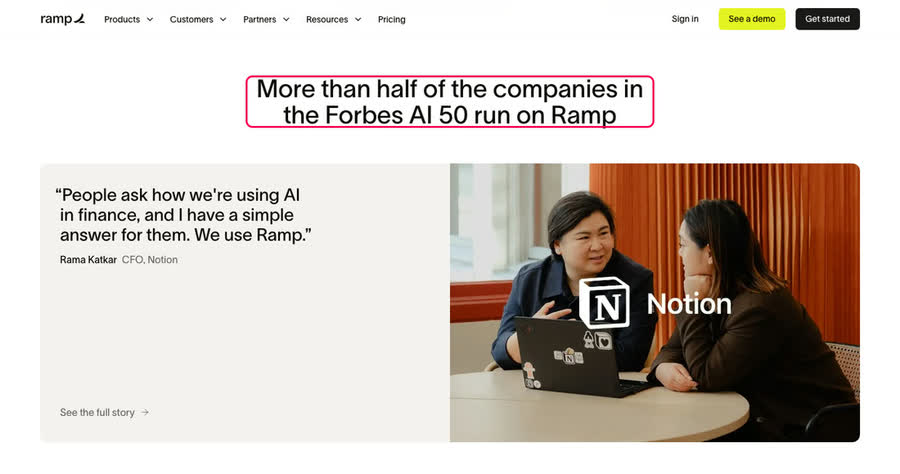 ramp
Products
Customers
Partners
Resources
Pricing
Sign in
See a demo
Get started
More than half of the companies in
the Forbes AI 50 run on Ramp
“People ask how we're using AI
in finance, and I have a simple
answer for them. We use Ramp.”
Rama Katkar CFO, Notion
N Notion
See the full story →